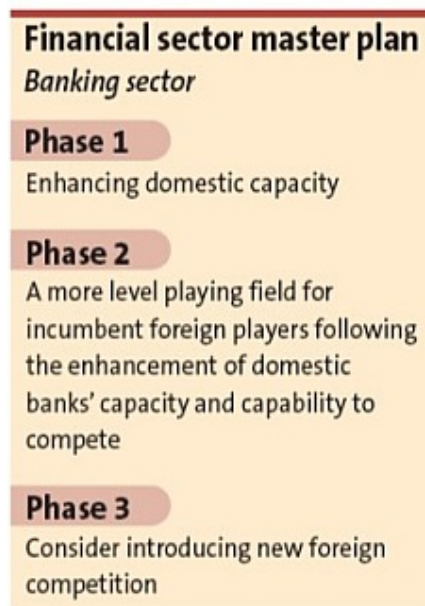 Financial sector master plan
Banking sector
Phase 1
Enhancing domestic capacity
Phase 2
A more level playing field for
incumbent foreign players following
the enhancement of domestic
banks' capacity and capability to
compete
Phase 3
Consider introducing new foreign
competition